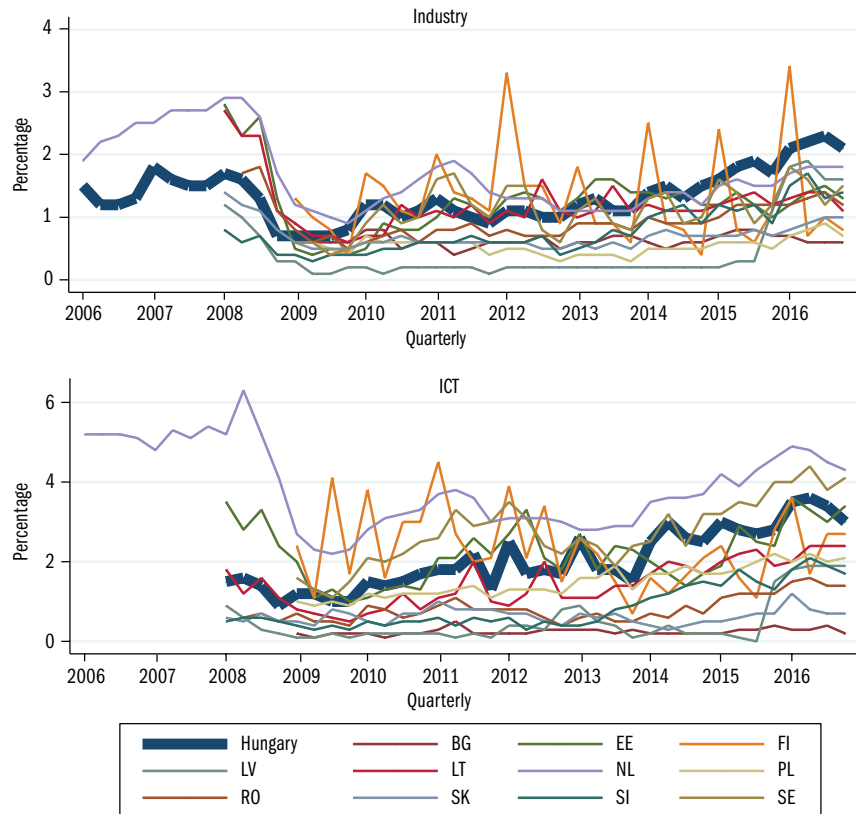 Industry
Percentage
4
3
2
1
0
2006 2007 2008 2009 2010 2011 2012 2013 2014 2015 2016
Quarterly
ICT
Percentage
6
4
2
0
2006 2007 2008 2009 2010 2011 2012 2013 2014 2015 2016
Quarterly
Hungary BG EE FI
LV LT NL PL
RO SK SI SE